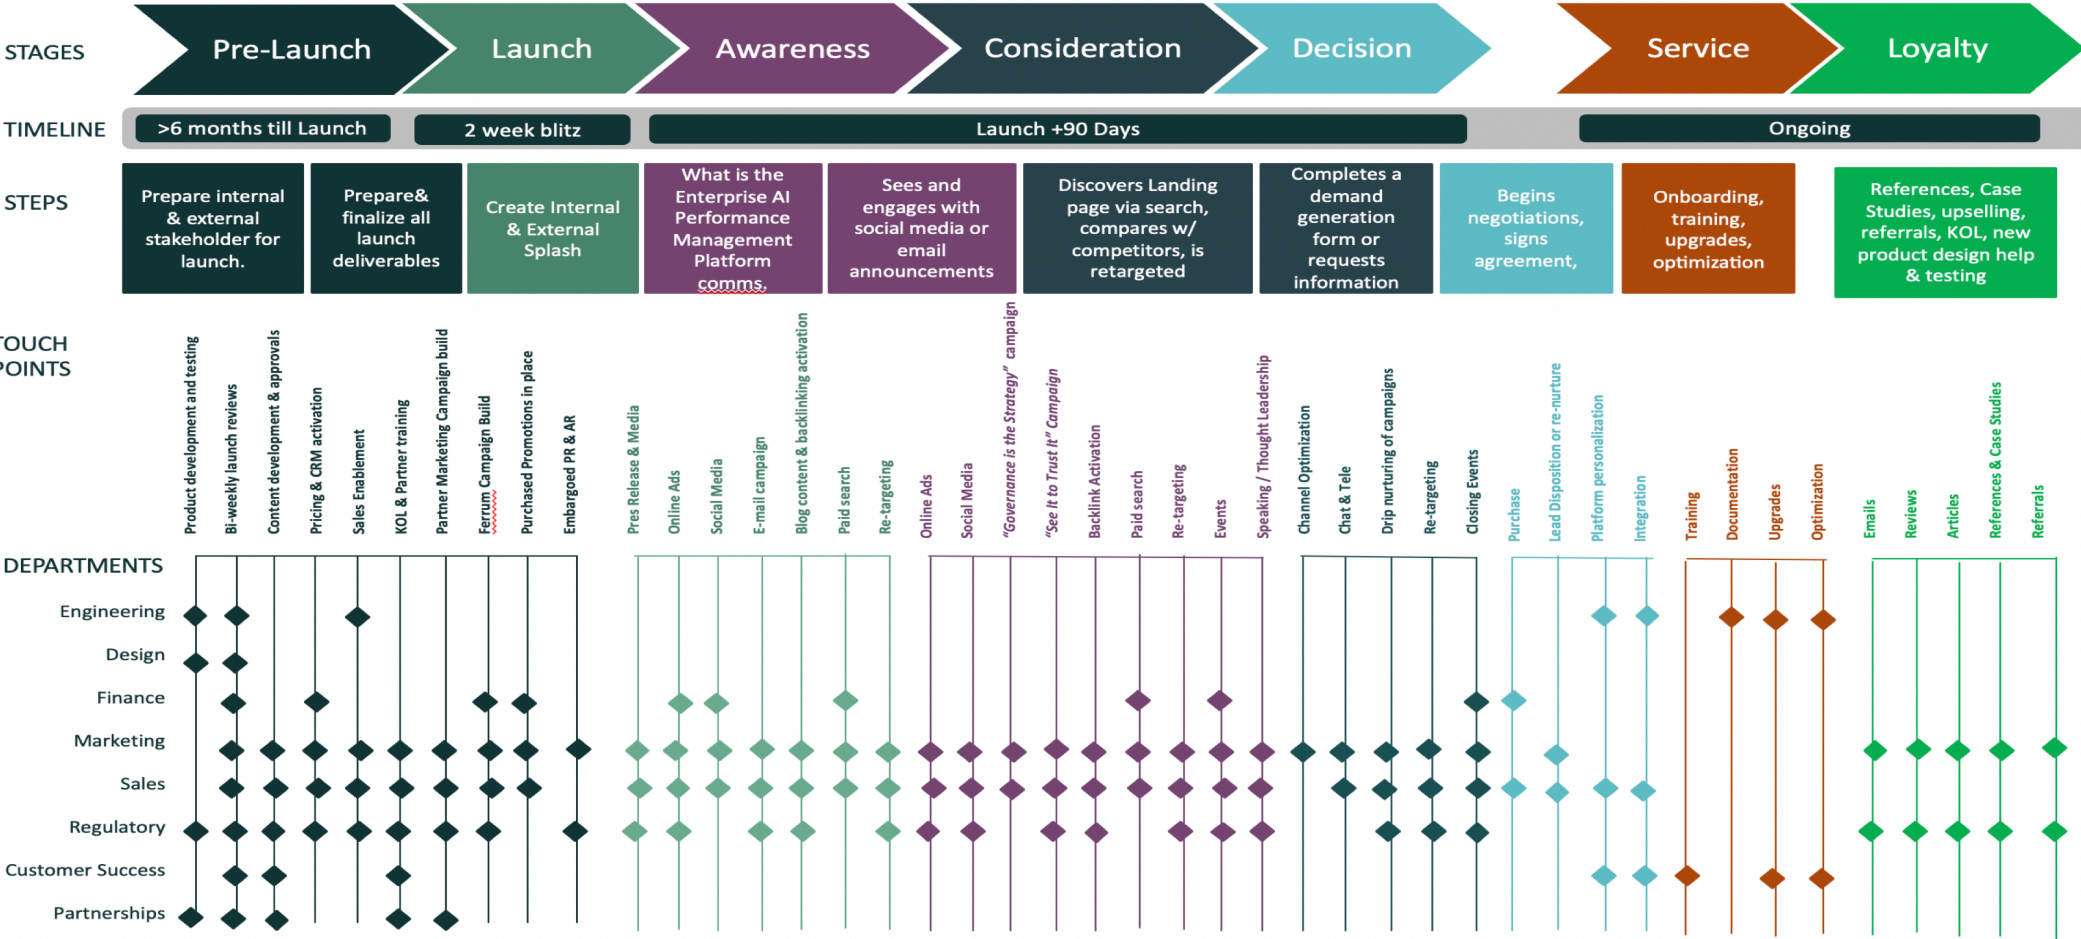 STAGES
Pre-Launch
Launch
Awareness
Consideration
Decision
Service
Loyalty
TIMELINE
>6 months till Launch
2 week blitz
Launch +90 Days
Ongoing
STEPS
Prepare internal
& external
stakeholder for
launch.
Prepare&
finalize all
launch
deliverables
Create Internal
& External
Splash
What is the
Enterprise AI
Performance
Management
Platform
comms.
Sees and
engages with
social media or
email
announcements
Discovers Landing
page via search,
compares w/
competitors, is
retargeted
Completes a
demand
generation
form or
requests
information
Begins
negotiations,
signs
agreement,
Onboarding,
training,
upgrades,
optimization
References, Case
Studies, upselling,
referrals, KOL, new
product design help
& testing
TOUCH
POINTS
Product development and testing
Bi-weekly launch reviews
Content development & approvals
Pricing & CRM activation
Sales Enablement
KOL & Partner training
Partner Marketing Campaign build
Ferrum Campaign Build
Purchased Promotions in place
Embargoed PR & AR
Pres Release & Media
Online Ads
Social Media
E-mail campaign
Blog content & backlinking activation
Paid search
Re-targeting
Online Ads
Social Media
"Governance is the Strategy" campaign
"See It to Trust It" Campaign
Backlink Activation
Paid search
Re-targeting
Events
Speaking / Thought Leadership
Channel Optimization
Chat & Tele
Drip nurturing of campaigns
Re-targeting
Closing Events
Purchase
Lead Disposition or re-nurture
Platform personalization
Integration
Training
Documentation
Upgrades
Optimization
Emails
Reviews
Articles
References & Case Studies
Referrals
DEPARTMENTS
Engineering
Design
Finance
Marketing
Sales
Regulatory
Customer Success
Partnerships